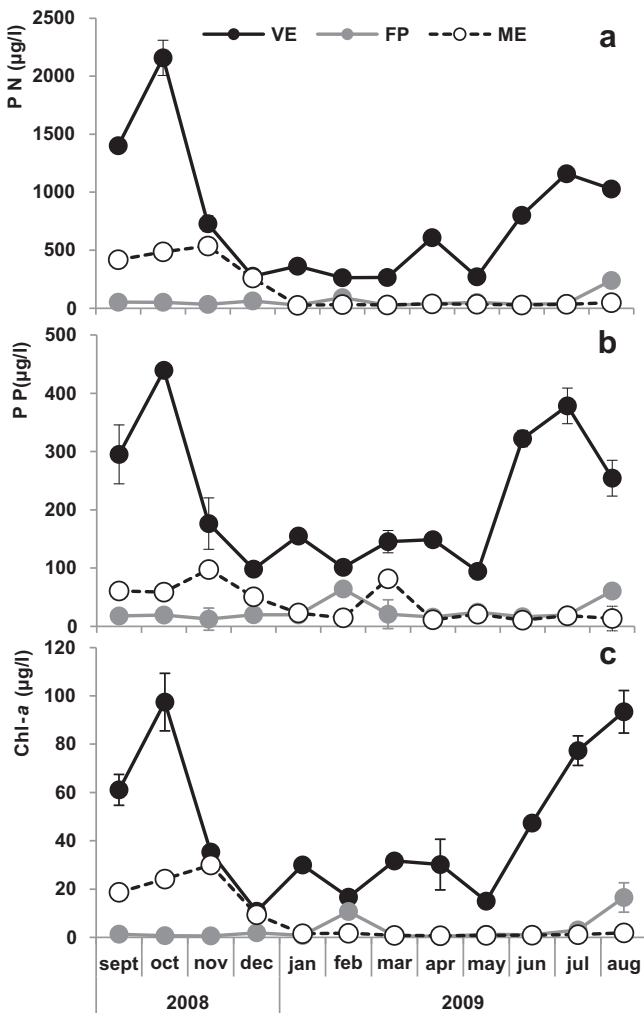 VE FP ME
a
P N (µg/l)
2500
2000
1500
1000
500
0
b
P P(µg/l)
500
400
300
200
100
0
c
Chl-a (µg/l)
120
100
80
60
40
20
0
sept oct nov dec jan feb mar apr may jun jul aug
2008 2009